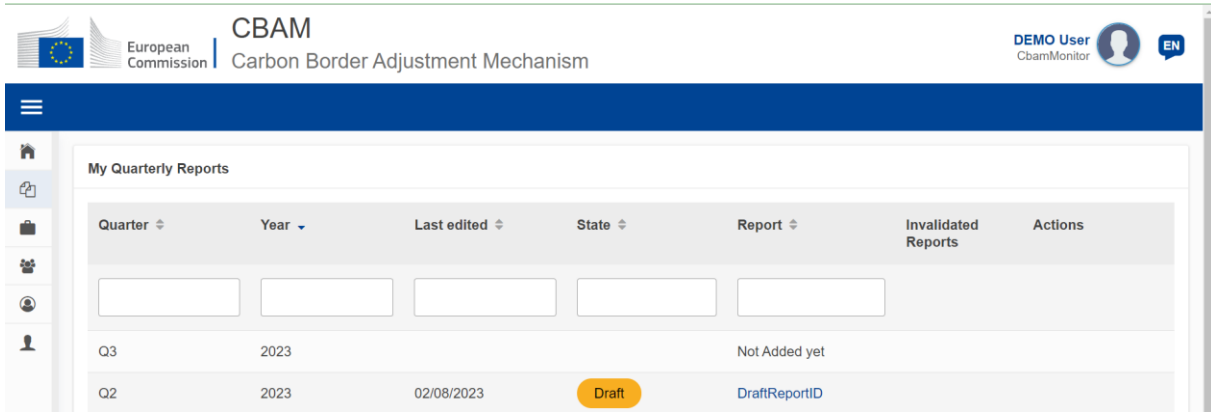 European
Commission
CBAM
Carbon Border Adjustment Mechanism
DEMO User
CbamMonitor
EN
My Quarterly Reports
Quarter Year Last edited State Report Invalidated Reports Actions
Q3 2023 Not Added yet
Q2 2023 02/08/2023 Draft DraftReportID